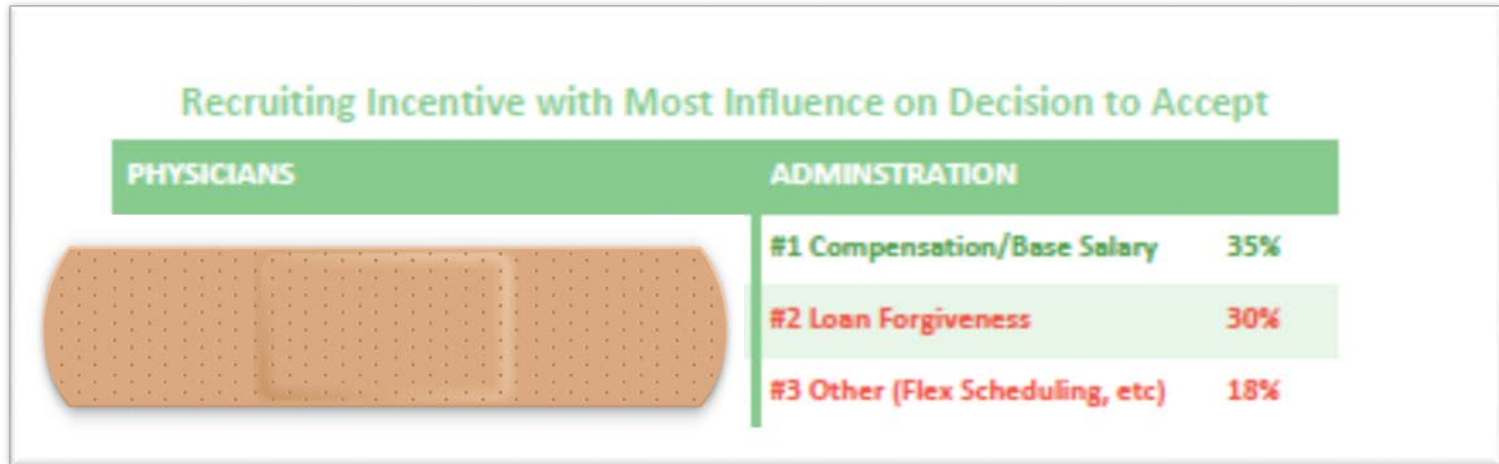 Recruiting Incentive with Most Influence on Decision to Accept
PHYSICIANS ADMINSTRATION
#1 Compensation/Base Salary 35%
#2 Loan Forgiveness 30%
#3 Other (Flex Scheduling, etc) 18%